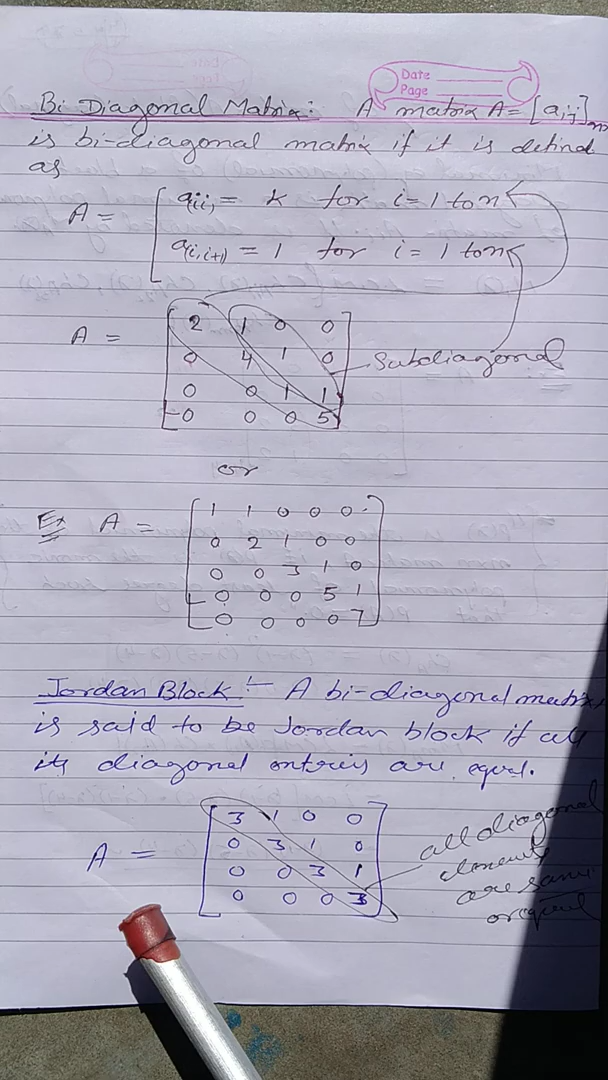 Date
Page
Bi Diagonal Matrix: A matrix A = [aij]
is bi-diagonal matrix if it is defind
as
A = [ a(ii) = k for i = 1 to n
a(i,i+1) = 1 for i = 1 to n
A = [ 2 1 0 0
0 4 1 0
0 0 1 1
0 0 0 5 ]
Subdiagonal
or
Ex A = [ 1 1 0 0 0
0 2 1 0 0
0 0 3 1 0
0 0 0 5 1
0 0 0 0 7 ]
Jordan Block :- A bi-diagonal matrix
is said to be Jordan block if all
its diagonal entries are equal.
A = [ 3 1 0 0
0 3 1 0
0 0 3 1
0 0 0 3 ]
all diagonal
elements
are same
or equal